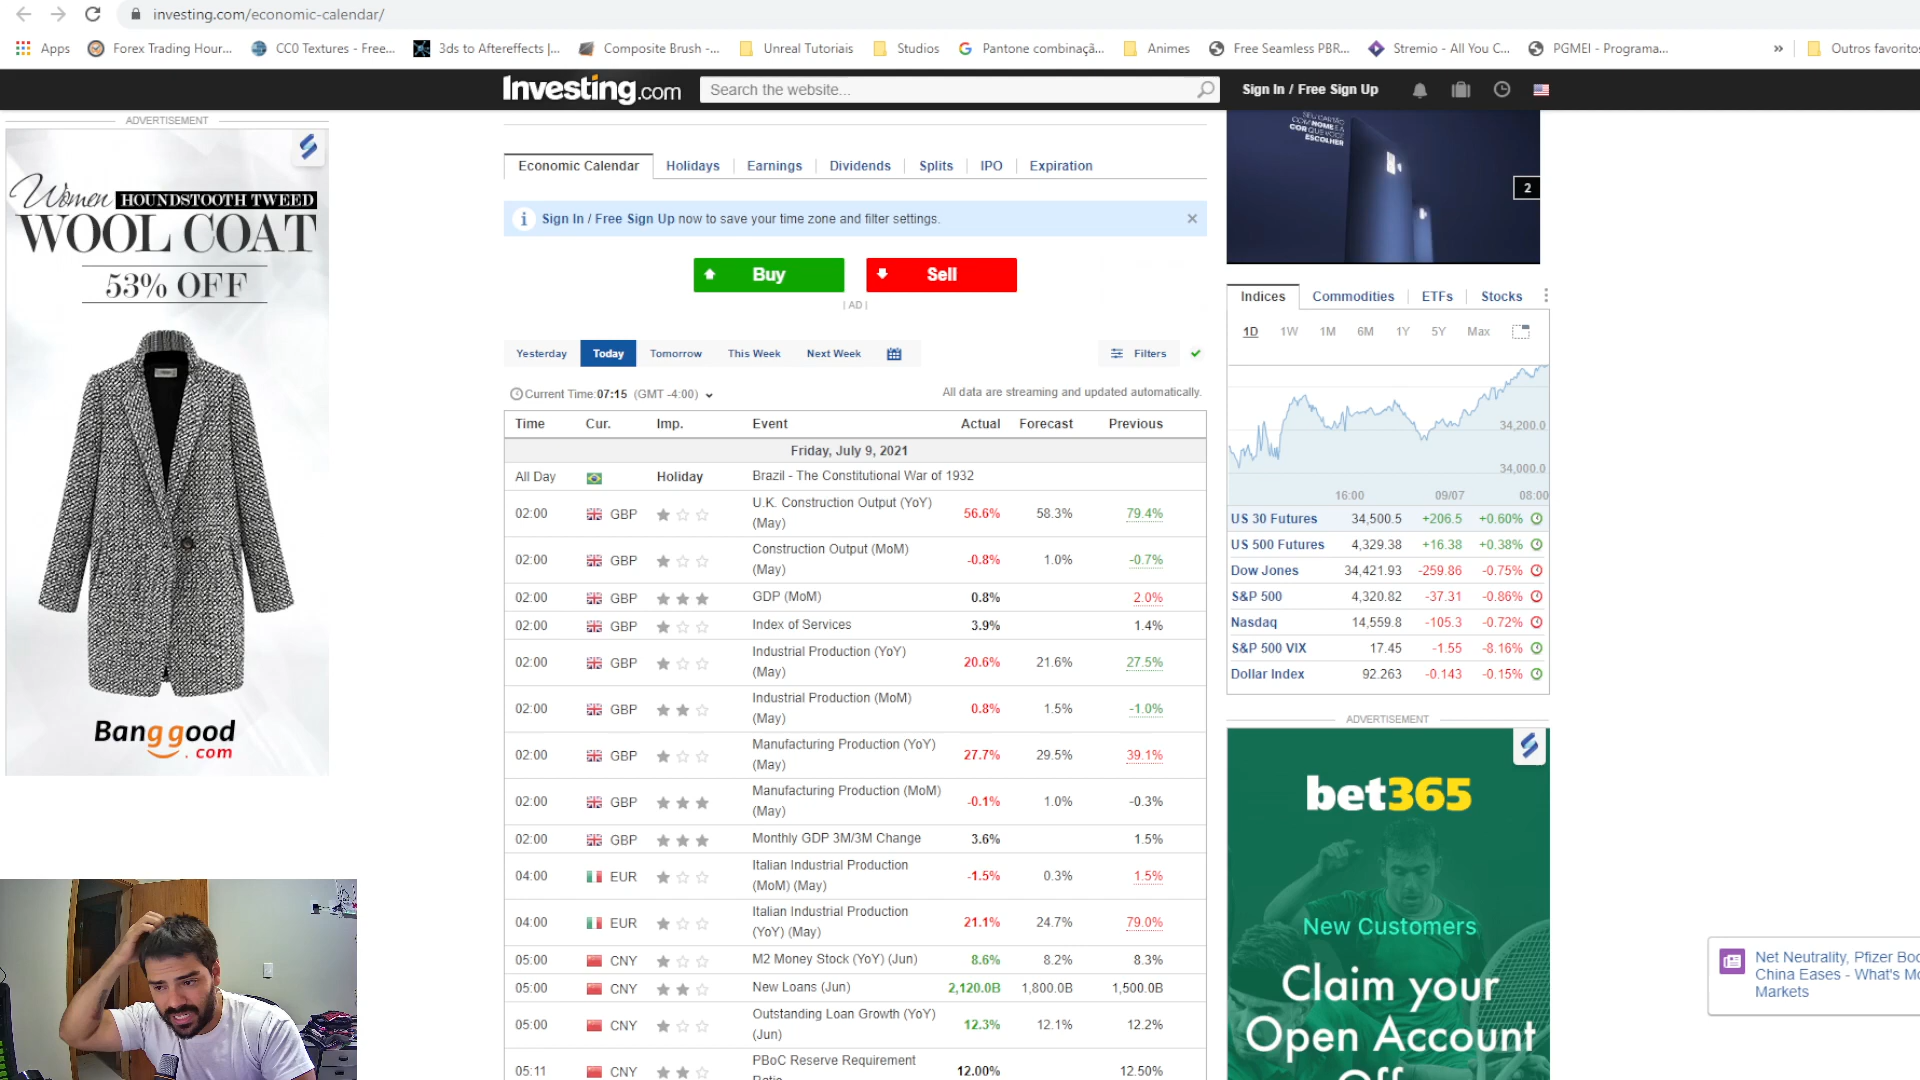 investing.com/economic-calendar/
Apps Forex Trading Hour... CC0 Textures - Free... 3ds to Aftereffects |... Composite Brush -... Unreal Tutoriais Studios Pantone combinaçã... Animes Free Seamless PBR... Stremio - All You C... PGMEI - Programa... » Outros favoritos
Investing.com Search the website... Sign In / Free Sign Up
ADVERTISEMENT
Women HOUNDSTOOTH TWEED
WOOL COAT
53% OFF
Banggood
.com
Economic Calendar Holidays Earnings Dividends Splits IPO Expiration
Sign In / Free Sign Up now to save your time zone and filter settings.
Buy Sell
| AD |
Yesterday Today Tomorrow This Week Next Week Filters
Current Time:07:15 (GMT -4:00) All data are streaming and updated automatically.
Time Cur. Imp. Event Actual Forecast Previous
Friday, July 9, 2021
All Day Holiday Brazil - The Constitutional War of 1932
02:00 GBP U.K. Construction Output (YoY) 56.6% 58.3% 79.4%
(May)
02:00 GBP Construction Output (MoM) -0.8% 1.0% -0.7%
(May)
02:00 GBP GDP (MoM) 0.8% 2.0%
02:00 GBP Index of Services 3.9% 1.4%
02:00 GBP Industrial Production (YoY) 20.6% 21.6% 27.5%
(May)
02:00 GBP Industrial Production (MoM) 0.8% 1.5% -1.0%
(May)
02:00 GBP Manufacturing Production (YoY) 27.7% 29.5% 39.1%
(May)
02:00 GBP Manufacturing Production (MoM) -0.1% 1.0% -0.3%
(May)
02:00 GBP Monthly GDP 3M/3M Change 3.6% 1.5%
04:00 EUR Italian Industrial Production -1.5% 0.3% 1.5%
(MoM) (May)
04:00 EUR Italian Industrial Production 21.1% 24.7% 79.0%
(YoY) (May)
05:00 CNY M2 Money Stock (YoY) (Jun) 8.6% 8.2% 8.3%
05:00 CNY New Loans (Jun) 2,120.0B 1,800.0B 1,500.0B
05:00 CNY Outstanding Loan Growth (YoY) 12.3% 12.1% 12.2%
(Jun)
05:11 CNY PBoC Reserve Requirement 12.00% 12.50%
Ratio
SEU CARTÃO
COM NOME E A
COR QUE VOCÊ
ESCOLHER
2
Indices Commodities ETFs Stocks
1D 1W 1M 6M 1Y 5Y Max
34,200.0
34,000.0
16:00 09/07 08:00
US 30 Futures 34,500.5 +206.5 +0.60%
US 500 Futures 4,329.38 +16.38 +0.38%
Dow Jones 34,421.93 -259.86 -0.75%
S&P 500 4,320.82 -37.31 -0.86%
Nasdaq 14,559.8 -105.3 -0.72%
S&P 500 VIX 17.45 -1.55 -8.16%
Dollar Index 92.263 -0.143 -0.15%
ADVERTISEMENT
bet365
New Customers
Claim your
Open Account
Net Neutrality, Pfizer Boo
China Eases - What's Mo
Markets